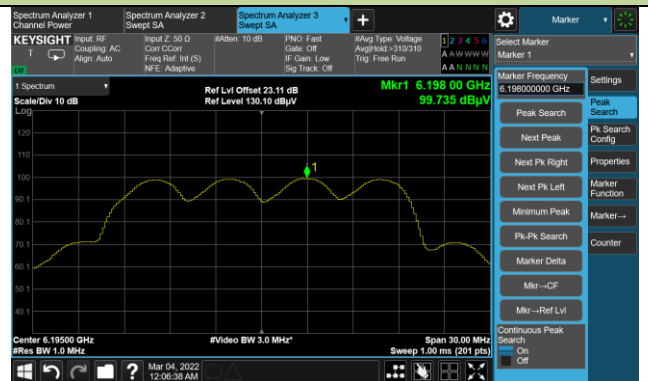 Spectrum Analyzer 1
Channel Power
Spectrum Analyzer 2
Swept SA
Spectrum Analyzer 3
Swept SA
Marker
KEYSIGHT
T
LXI
Input: RF
Coupling: AC
Align: Auto
Input Z: 50 Ω
Corr CCorr
Freq Ref: Int (S)
NFE: Adaptive
#Atten: 10 dB
PNO: Fast
Gate: Off
IF Gain: Low
Sig Track: Off
#Avg Type: Voltage
Avg|Hold:>310/310
Trig: Free Run
1 2 3 4 5 6
A A W W W W
A A N N N N
Select Marker
Marker 1
1 Spectrum
Scale/Div 10 dB
Log
Ref Lvl Offset 23.11 dB
Ref Level 130.10 dBµV
Mkr1 6.198 00 GHz
99.735 dBµV
120
110
100
90.1
80.1
70.1
60.1
50.1
40.1
1
Center 6.19500 GHz
#Res BW 1.0 MHz
#Video BW 3.0 MHz*
Span 30.00 MHz
Sweep 1.00 ms (201 pts)
Mar 04, 2022
12:06:38 AM
?
Marker Frequency
6.198000000 GHz
Peak Search
Next Peak
Next Pk Right
Next Pk Left
Minimum Peak
Pk-Pk Search
Marker Delta
Mkr→CF
Mkr→Ref Lvl
Continuous Peak
Search
On
Off
Settings
Peak
Search
Pk Search
Config
Properties
Marker
Function
Marker→
Counter